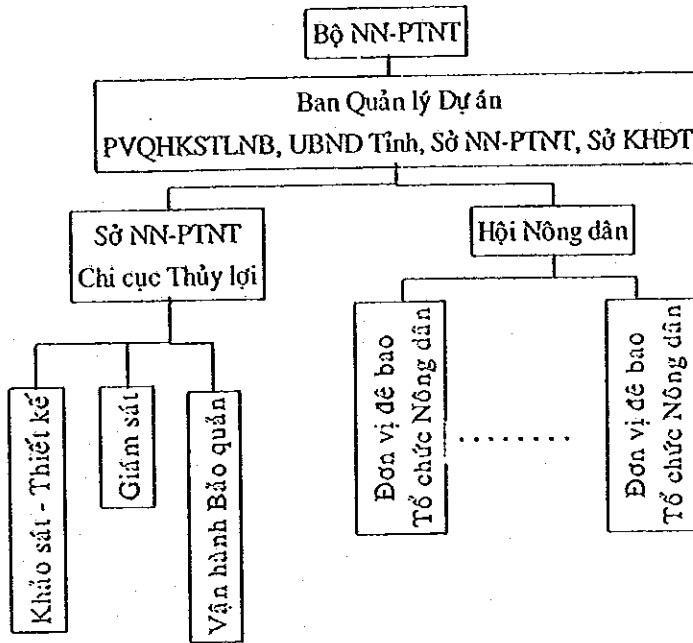 Bộ NN-PTNT
Ban Quản lý Dự án
PVQHKSTLNB, UBND Tỉnh, Sở NN-PTNT, Sở KHĐT
Sở NN-PTNT
Chi cục Thủy lợi
Hội Nông dân
Khảo sát - Thiết kế
Giám sát
Vận hành Bảo quản
Đơn vị đê bao
Tổ chức Nông dân
.......
Đơn vị đê bao
Tổ chức Nông dân